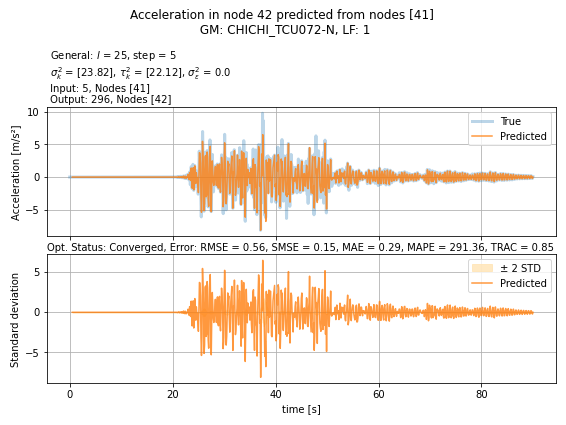 Acceleration in node 42 predicted from nodes [41]
GM: CHICHI_TCU072-N, LF: 1
General: l = 25, step = 5
σ²ₖ = [23.82], τ²ₖ = [22.12], σ²ε = 0.0
Input: 5, Nodes [41]
Output: 296, Nodes [42]
Acceleration [m/s²]
10
5
0
−5
True
Predicted
Opt. Status: Converged, Error: RMSE = 0.56, SMSE = 0.15, MAE = 0.29, MAPE = 291.36, TRAC = 0.85
Standard deviation
5
0
−5
± 2 STD
Predicted
0 20 40 60 80
time [s]